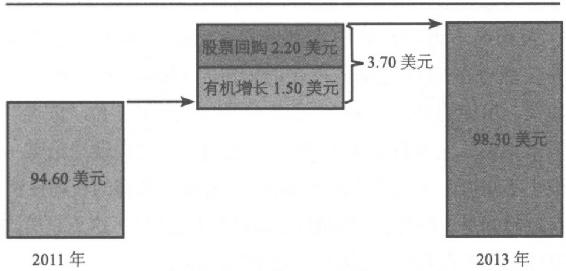 股票回购 2.20 美元
3.70 美元
有机增长 1.50 美元
98.30 美元
94.60 美元
2011 年
2013 年